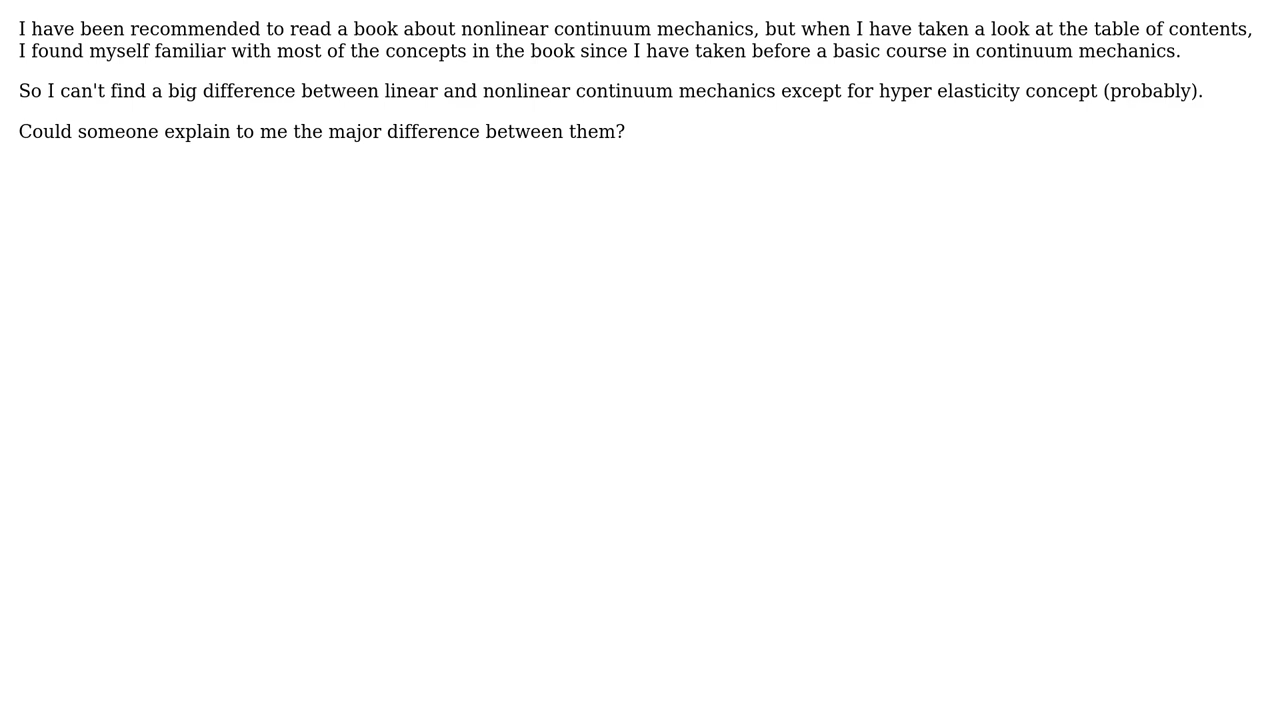 I have been recommended to read a book about nonlinear continuum mechanics, but when I have taken a look at the table of contents,
I found myself familiar with most of the concepts in the book since I have taken before a basic course in continuum mechanics.
So I can't find a big difference between linear and nonlinear continuum mechanics except for hyper elasticity concept (probably).
Could someone explain to me the major difference between them?